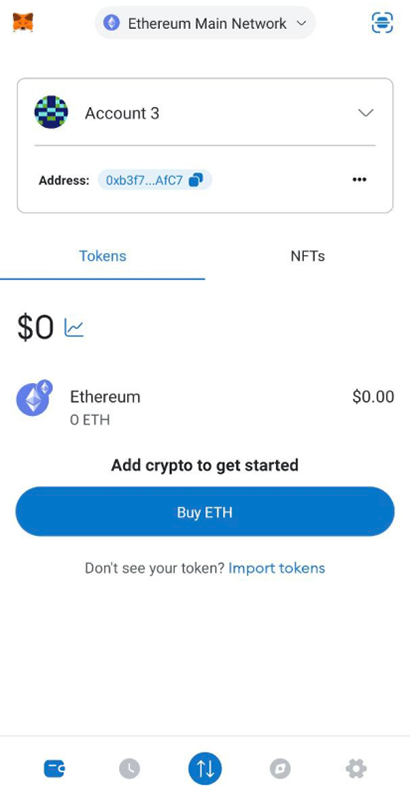 Ethereum Main Network
Account 3
Address: 0xb3f7...AfC7
Tokens NFTs
$0
Ethereum $0.00
0 ETH
Add crypto to get started
Buy ETH
Don't see your token? Import tokens